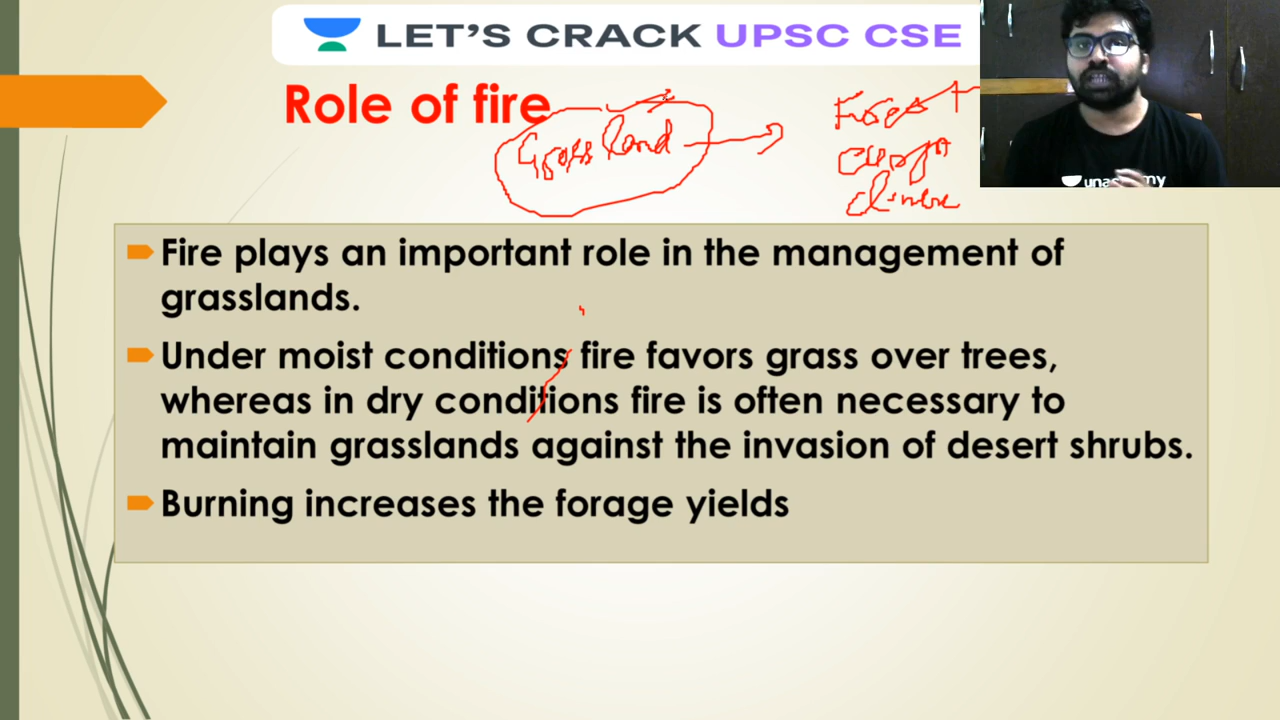 LET'S CRACK UPSC CSE
Role of fire
Grass land
unacademy
Fire plays an important role in the management of
grasslands.
Under moist conditions fire favors grass over trees,
whereas in dry conditions fire is often necessary to
maintain grasslands against the invasion of desert shrubs.
Burning increases the forage yields